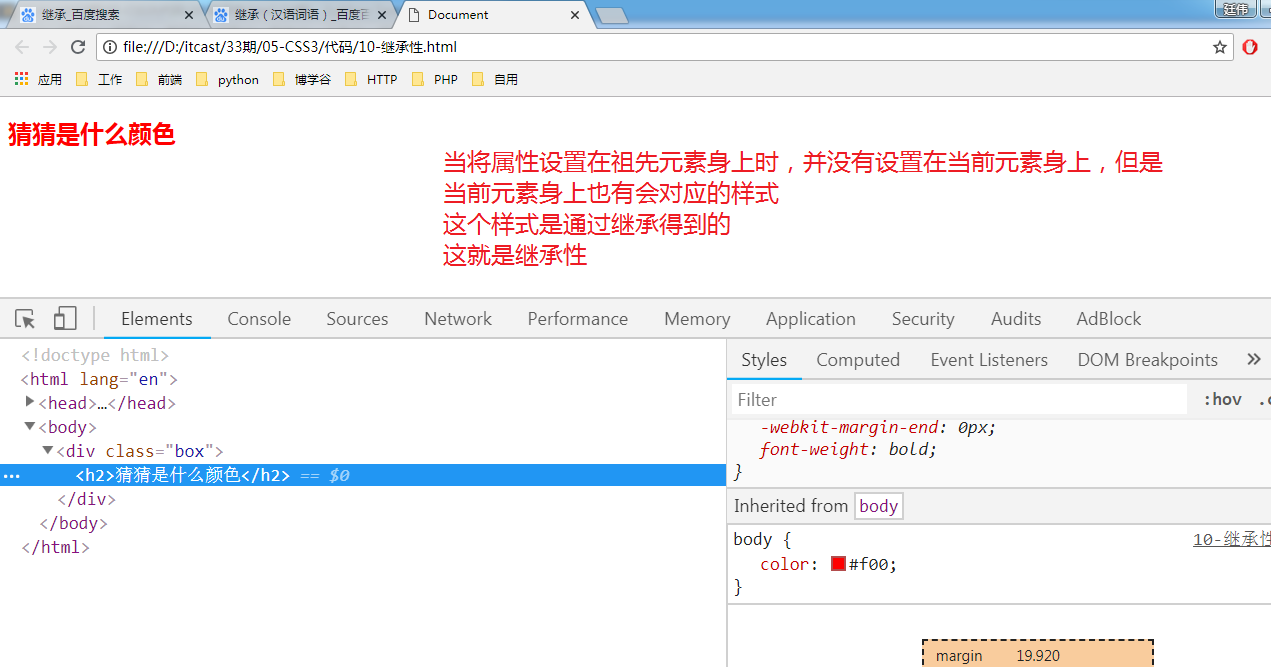 继承_百度搜索
继承（汉语词语）_百度百
Document
廷伟
file:///D:/itcast/33期/05-CSS3/代码/10-继承性.html
应用 工作 前端 python 博学谷 HTTP PHP 自用
猜猜是什么颜色
当将属性设置在祖先元素身上时，并没有设置在当前元素身上，但是
当前元素身上也有会对应的样式
这个样式是通过继承得到的
这就是继承性
Elements Console Sources Network Performance Memory Application Security Audits AdBlock
<!doctype html>
<html lang="en">
<head>…</head>
<body>
<div class="box">
<h2>猜猜是什么颜色</h2> == $0
</div>
</body>
</html>
Styles Computed Event Listeners DOM Breakpoints »
Filter :hov .c
-webkit-margin-end: 0px;
font-weight: bold;
}
Inherited from body
body { 10-继承性
color: #f00;
}
margin 19.920